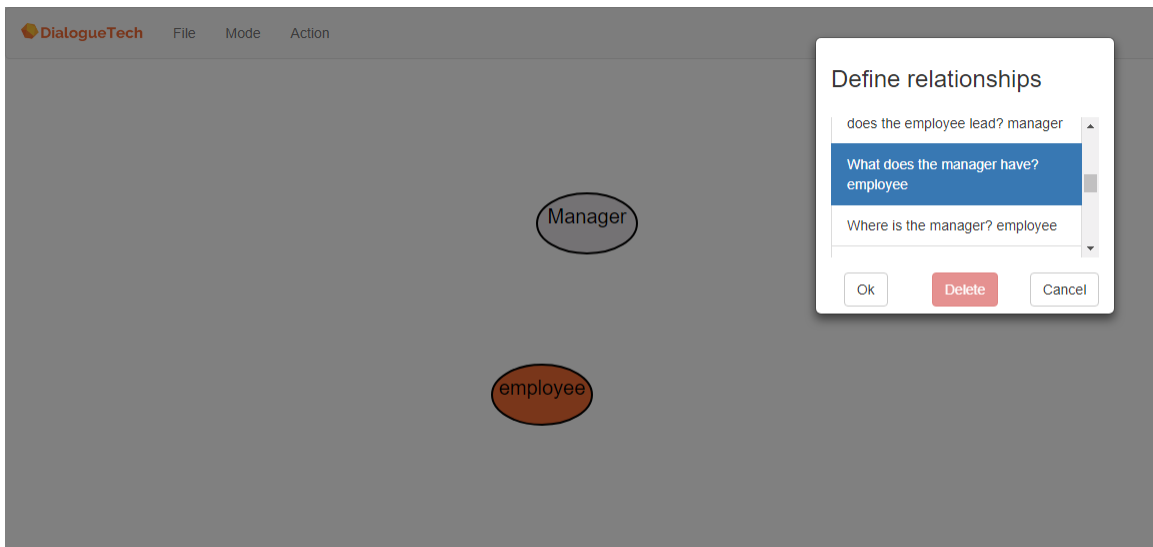 DialogueTech File Mode Action
Define relationships
does the employee lead? manager
What does the manager have?
employee
Where is the manager? employee
Ok Delete Cancel
Manager
employee